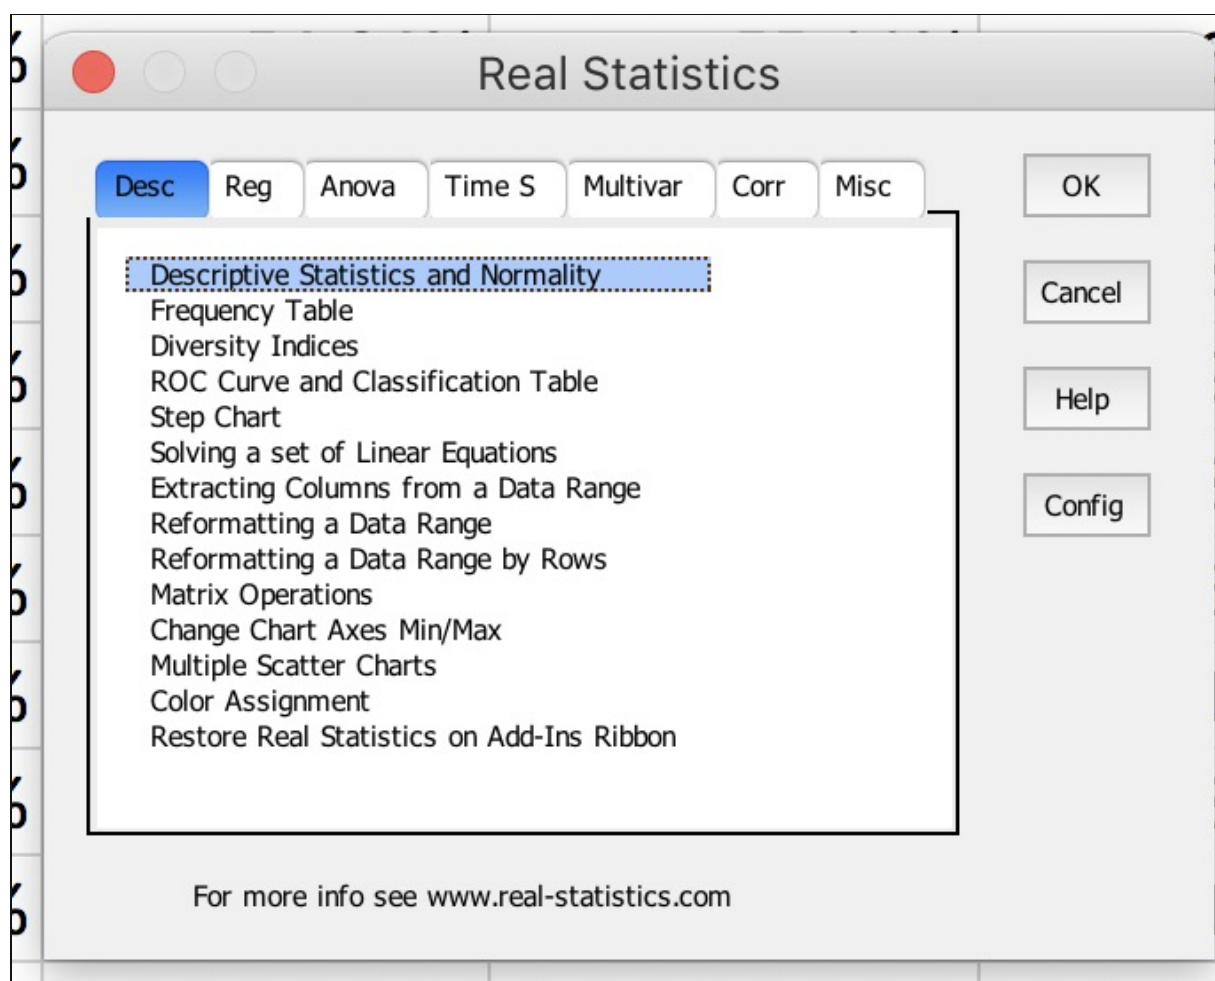 Real Statistics
Desc Reg Anova Time S Multivar Corr Misc
OK
Cancel
Help
Config
Descriptive Statistics and Normality
Frequency Table
Diversity Indices
ROC Curve and Classification Table
Step Chart
Solving a set of Linear Equations
Extracting Columns from a Data Range
Reformatting a Data Range
Reformatting a Data Range by Rows
Matrix Operations
Change Chart Axes Min/Max
Multiple Scatter Charts
Color Assignment
Restore Real Statistics on Add-Ins Ribbon
For more info see www.real-statistics.com